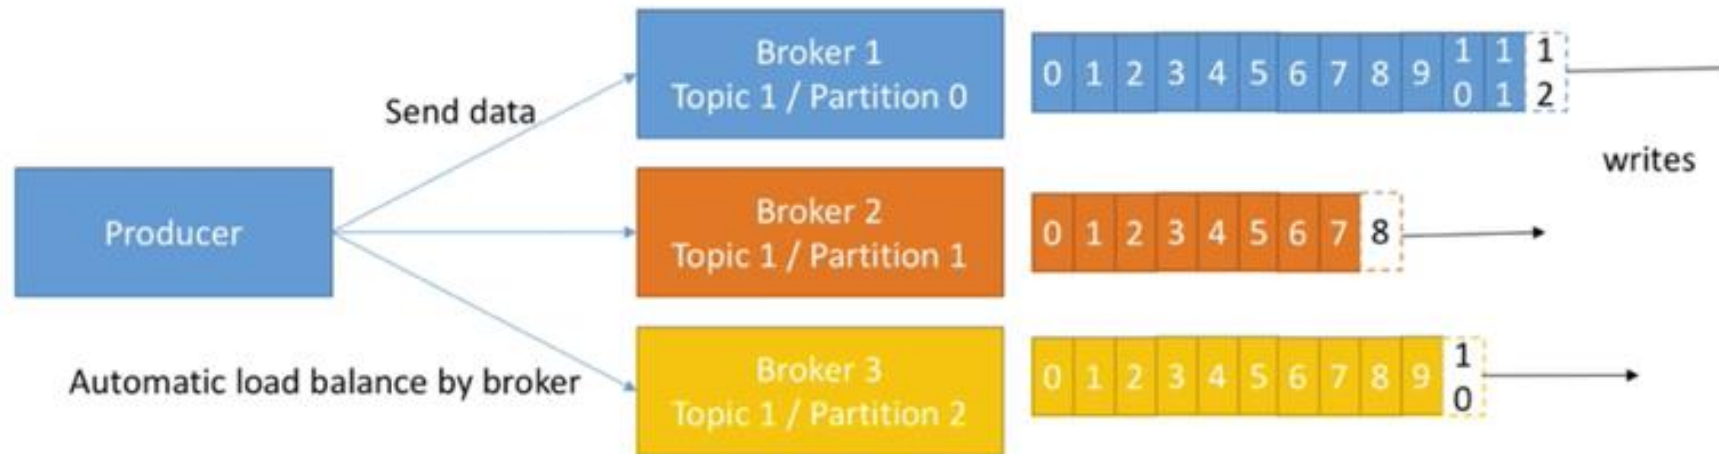 Broker 1
Topic 1 / Partition 0
0 1 2 3 4 5 6 7 8 9 10 11 12
Send data
writes
Producer
Broker 2
Topic 1 / Partition 1
0 1 2 3 4 5 6 7 8
Automatic load balance by broker
Broker 3
Topic 1 / Partition 2
0 1 2 3 4 5 6 7 8 9 10